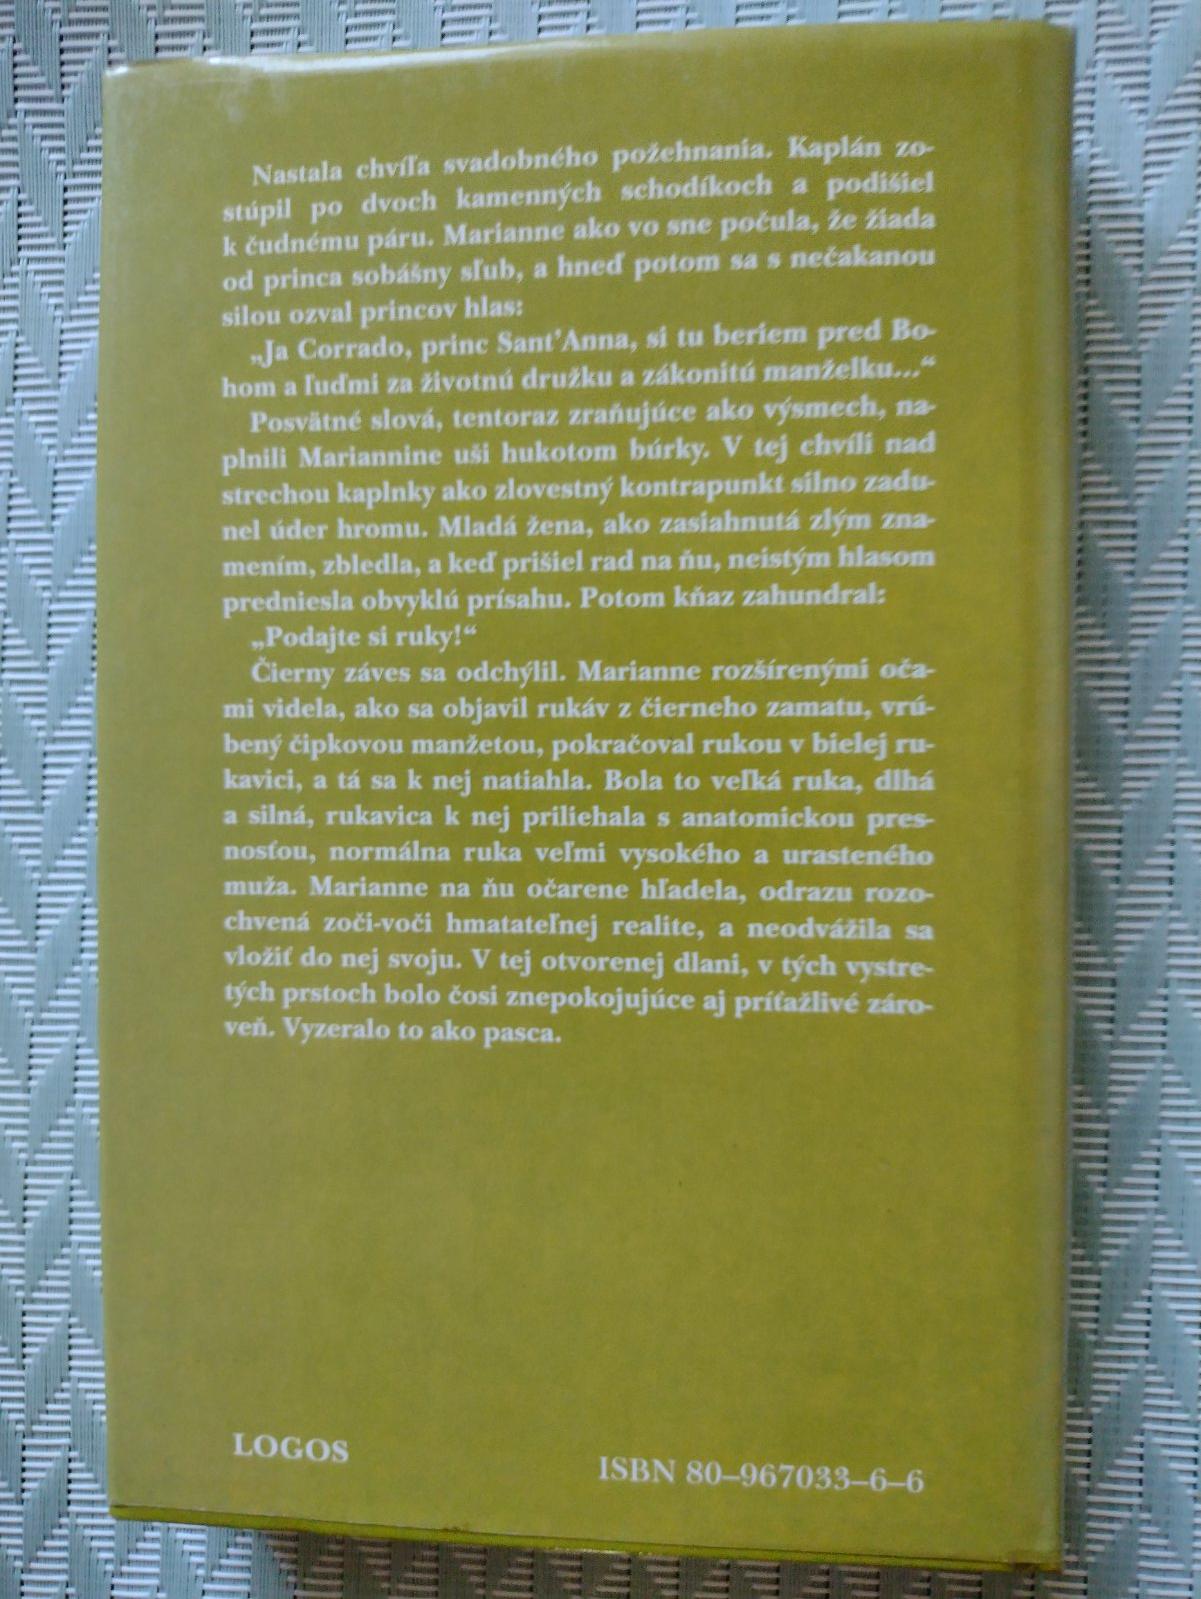 Nastala chvíľa svadobného požehnania. Kaplán zo-
stúpil po dvoch kamenných schodíkoch a podišiel
k čudnému páru. Marianne ako vo sne počula, že žiada
od princa sobášny sľub, a hneď potom sa s nečakanou
silou ozval princov hlas:
„Ja Corrado, princ Sant’Anna, si tu beriem pred Bo-
hom a ľuďmi za životnú družku a zákonitú manželku...“
Posvätné slová, tentoraz zraňujúce ako výsmech, na-
plnili Mariannine uši hukotom búrky. V tej chvíli nad
strechou kaplnky ako zlovestný kontrapunkt silno zadu-
nel úder hromu. Mladá žena, ako zasiahnutá zlým zna-
mením, zbledla, a keď prišiel rad na ňu, neistým hlasom
predniesla obvyklú prísahu. Potom kňaz zahundral:
„Podajte si ruky!“
Čierny záves sa odchýlil. Marianne rozšírenými oča-
mi videla, ako sa objavil rukáv z čierneho zamatu, vrú-
bený čipkovou manžetou, pokračoval rukou v bielej ru-
kavici, a tá sa k nej natiahla. Bola to veľká ruka, dlhá
a silná, rukavica k nej priliehala s anatomickou pres-
nosťou, normálna ruka veľmi vysokého a urasteného
muža. Marianne na ňu očarene hľadela, odrazu rozo-
chvená zoči-voči hmatateľnej realite, a neodvážila sa
vložiť do nej svoju. V tej otvorenej dlani, v tých vystre-
tých prstoch bolo čosi znepokojujúce aj príťažlivé záro-
veň. Vyzeralo to ako pasca.
LOGOS
ISBN 80–967033–6–6